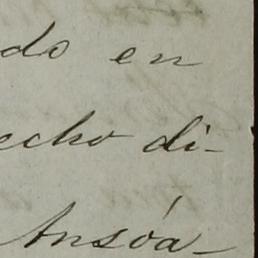 do en
echo di-
Ansóa-